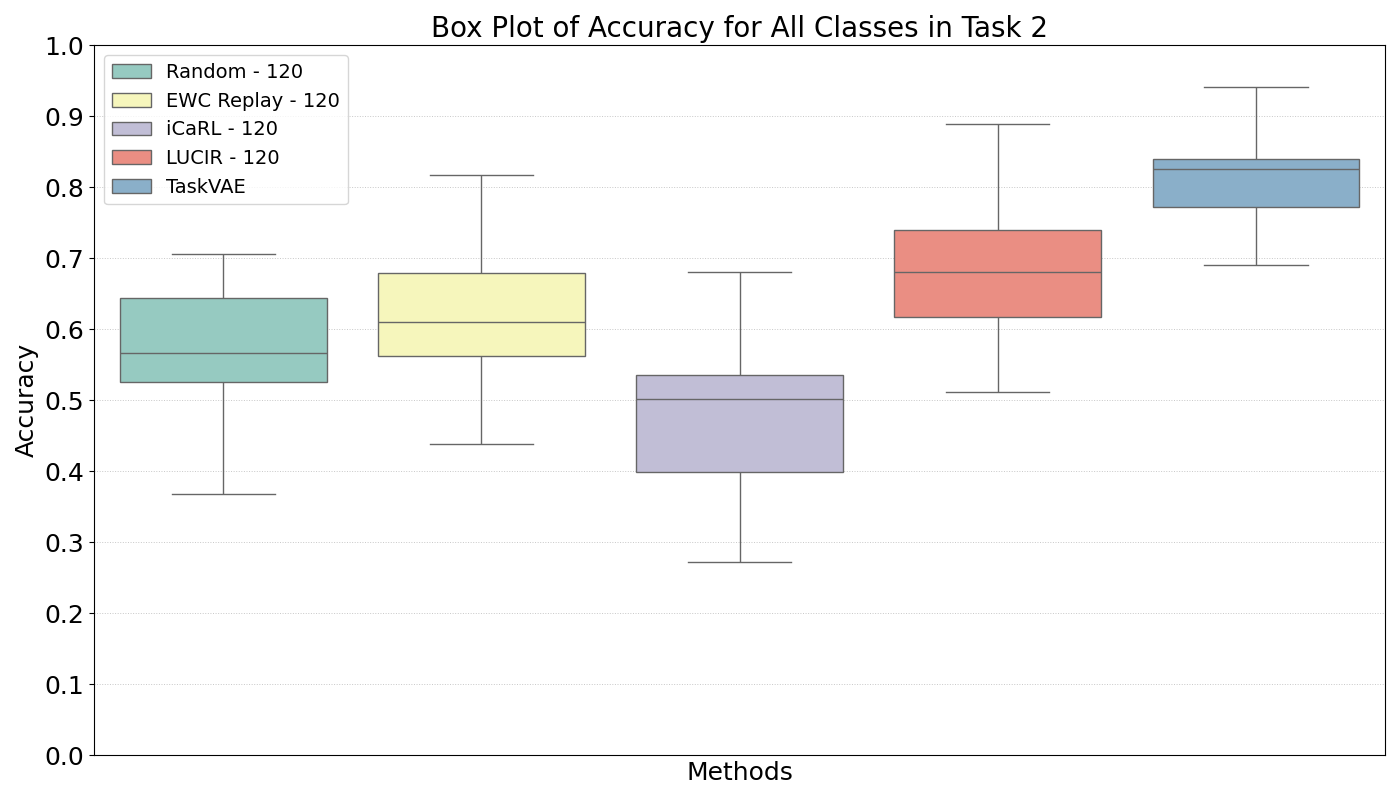 Box Plot of Accuracy for All Classes in Task 2
1.0
0.9
0.8
0.7
0.6
0.5
0.4
0.3
0.2
0.1
0.0
Accuracy
Random - 120
EWC Replay - 120
iCaRL - 120
LUCIR - 120
TaskVAE
Methods